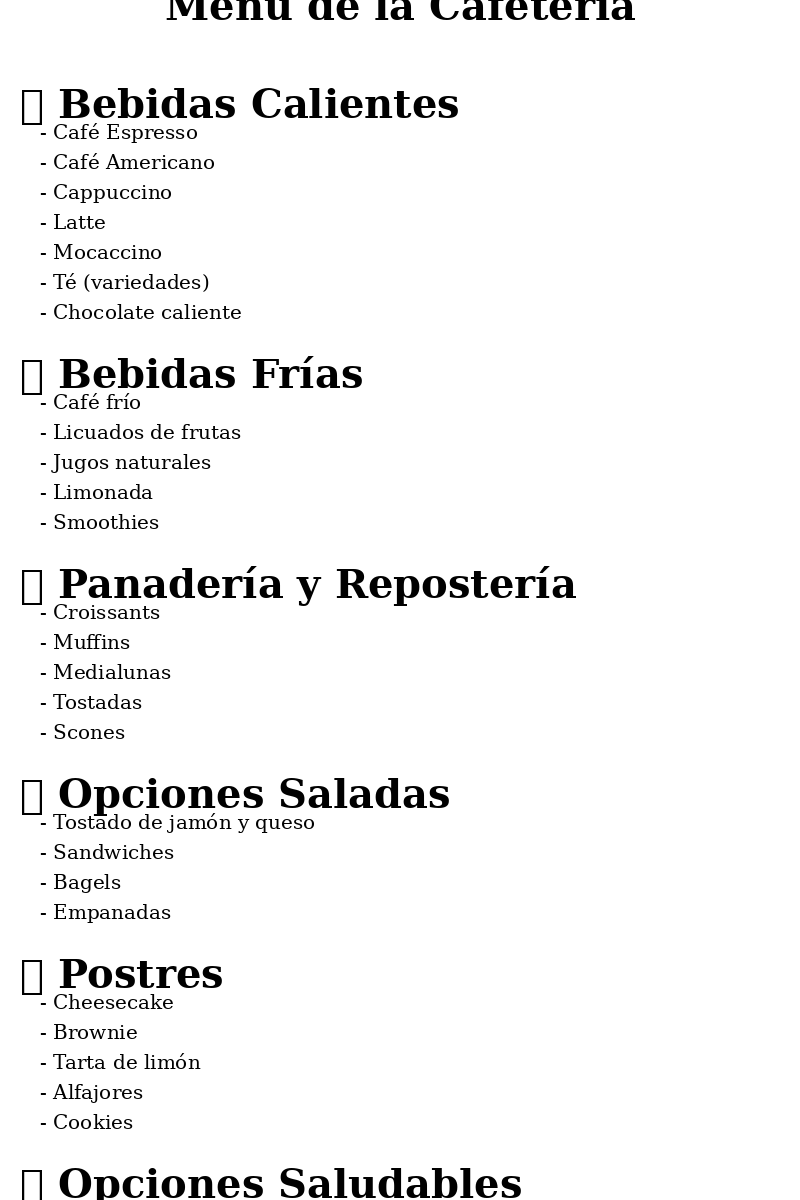 Menú de la Cafetería
Bebidas Calientes
- Café Espresso
- Café Americano
- Cappuccino
- Latte
- Mocaccino
- Té (variedades)
- Chocolate caliente
Bebidas Frías
- Café frío
- Licuados de frutas
- Jugos naturales
- Limonada
- Smoothies
Panadería y Repostería
- Croissants
- Muffins
- Medialunas
- Tostadas
- Scones
Opciones Saladas
- Tostado de jamón y queso
- Sandwiches
- Bagels
- Empanadas
Postres
- Cheesecake
- Brownie
- Tarta de limón
- Alfajores
- Cookies
Opciones Saludables